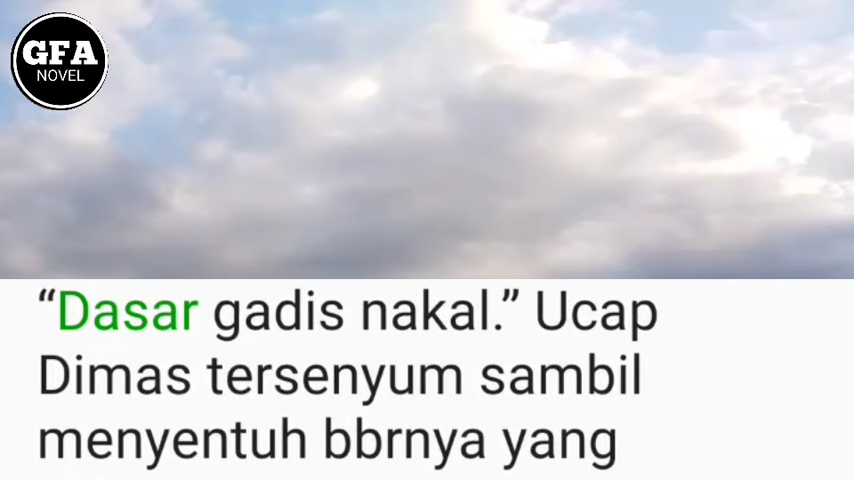 GFA
NOVEL
“Dasar gadis nakal.” Ucap
Dimas tersenyum sambil
menyentuh bbrnya yang